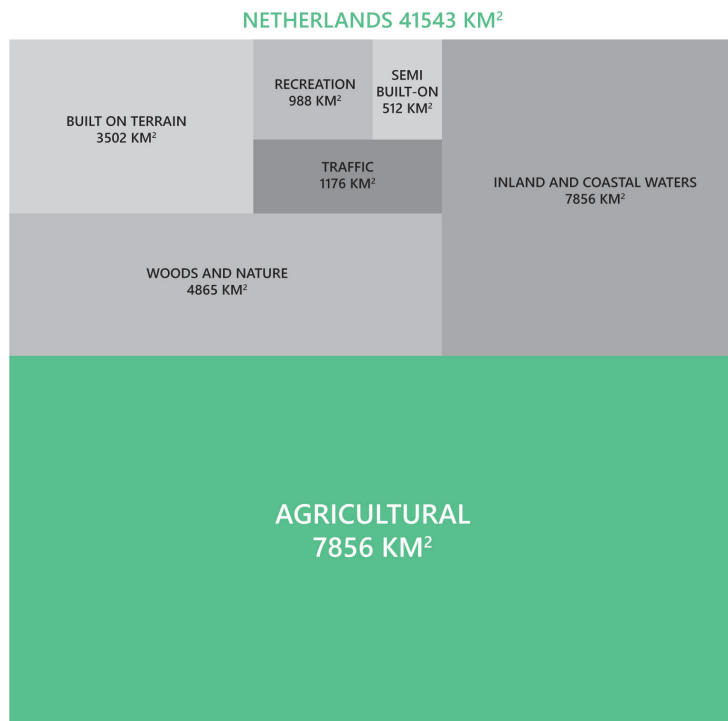 NETHERLANDS 41543 KM²
BUILT ON TERRAIN
3502 KM²
RECREATION
988 KM²
SEMI
BUILT-ON
512 KM²
TRAFFIC
1176 KM²
INLAND AND COASTAL WATERS
7856 KM²
WOODS AND NATURE
4865 KM²
AGRICULTURAL
7856 KM²